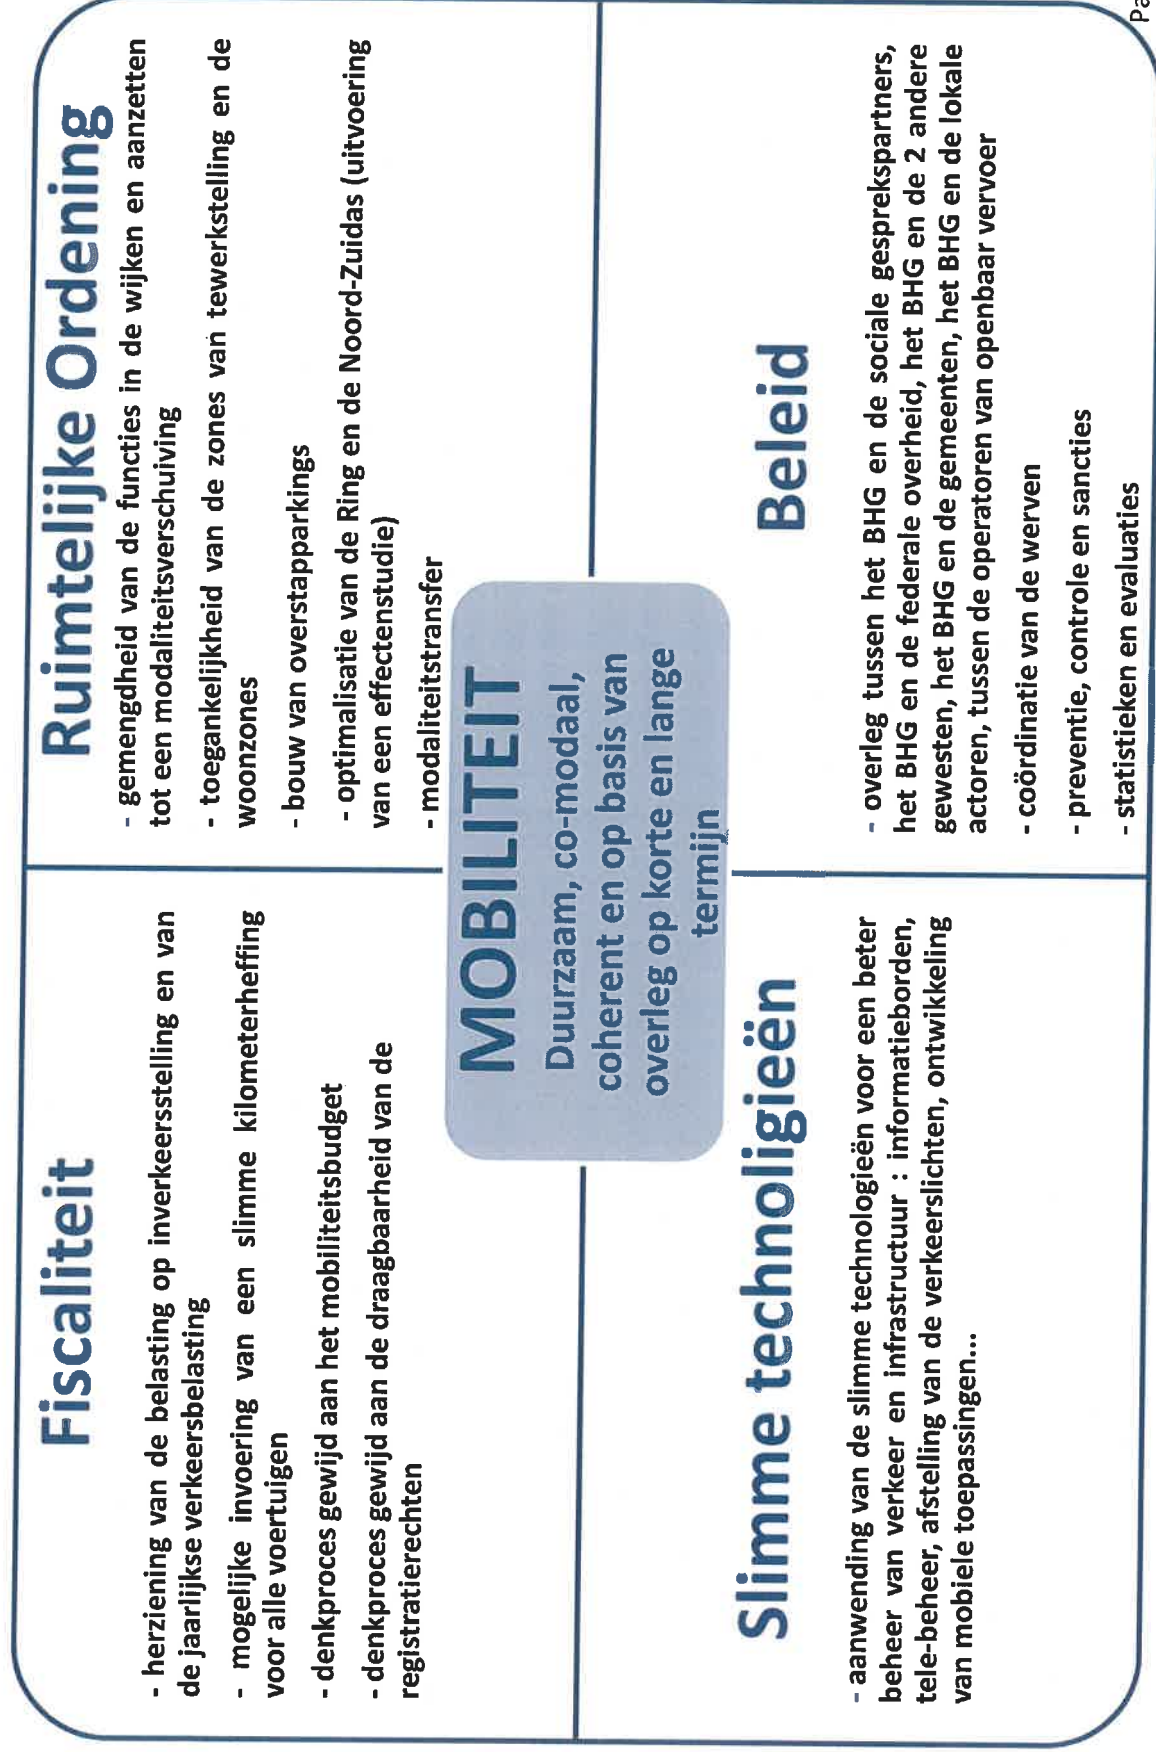 Fiscaliteit
- herziening van de belasting op inverkeersstelling en van
de jaarlijkse verkeersbelasting
- mogelijke invoering van een slimme kilometerheffing
voor alle voertuigen
- denkproces gewijd aan het mobiliteitsbudget
- denkproces gewijd aan de draagbaarheid van de
registratierechten
Ruimtelijke Ordening
- gemengdheid van de functies in de wijken en aanzetten
tot een modaliteitsverschuiving
- toegankelijkheid van de zones van tewerkstelling en de
woonzones
- bouw van overstapparkings
- optimalisatie van de Ring en de Noord-Zuidas (uitvoering
van een effectenstudie)
- modaliteitstransfer
MOBILITEIT
Duurzaam, co-modaal,
coherent en op basis van
overleg op korte en lange
termijn
Slimme technoligieën
- aanwending van de slimme technologieën voor een beter
beheer van verkeer en infrastructuur : informatieborden,
tele-beheer, afstelling van de verkeerslichten, ontwikkeling
van mobiele toepassingen...
Beleid
- overleg tussen het BHG en de sociale gesprekspartners,
het BHG en de federale overheid, het BHG en de 2 andere
gewesten, het BHG en de gemeenten, het BHG en de lokale
actoren, tussen de operatoren van openbaar vervoer
- coördinatie van de werven
- preventie, controle en sancties
- statistieken en evaluaties
Pa